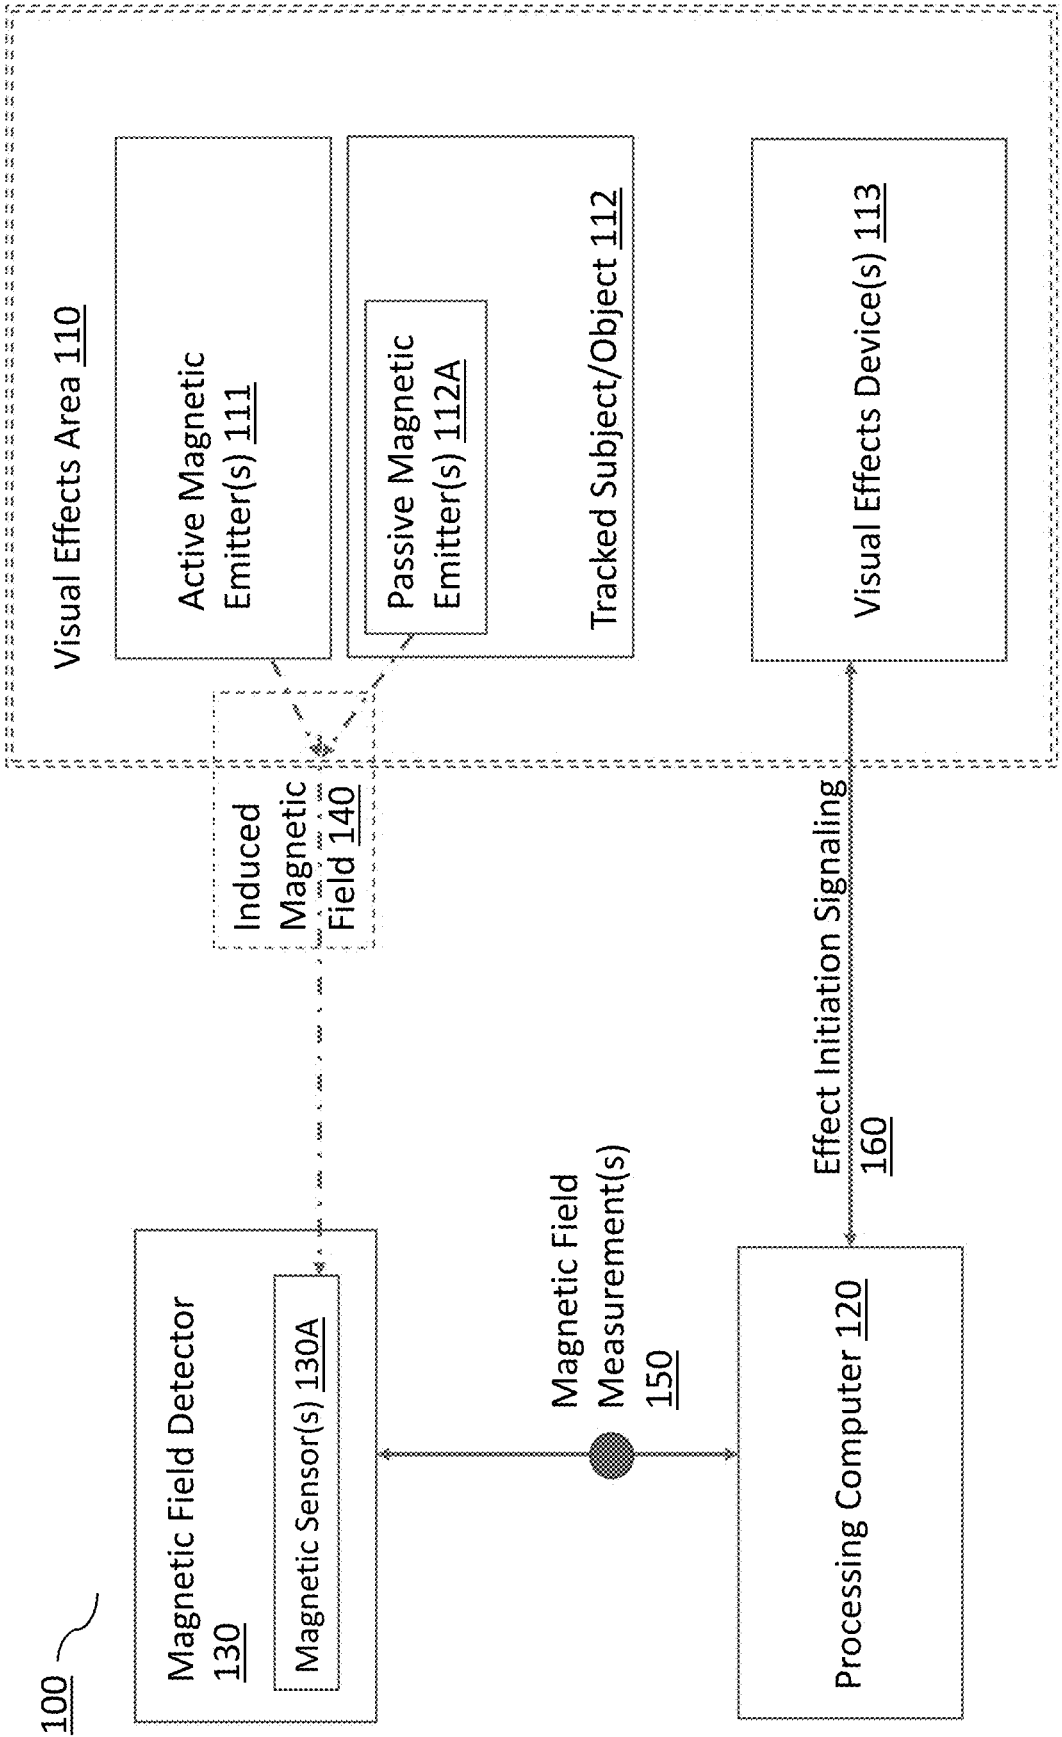 100
Magnetic Field Detector
130
Magnetic Sensor(s) 130A
Induced
Magnetic
Field 140
Visual Effects Area 110
Active Magnetic
Emitter(s) 111
Passive Magnetic
Emitter(s) 112A
Tracked Subject/Object 112
Magnetic Field
Measurement(s)
150
Processing Computer 120
Effect Initiation Signaling
160
Visual Effects Device(s) 113